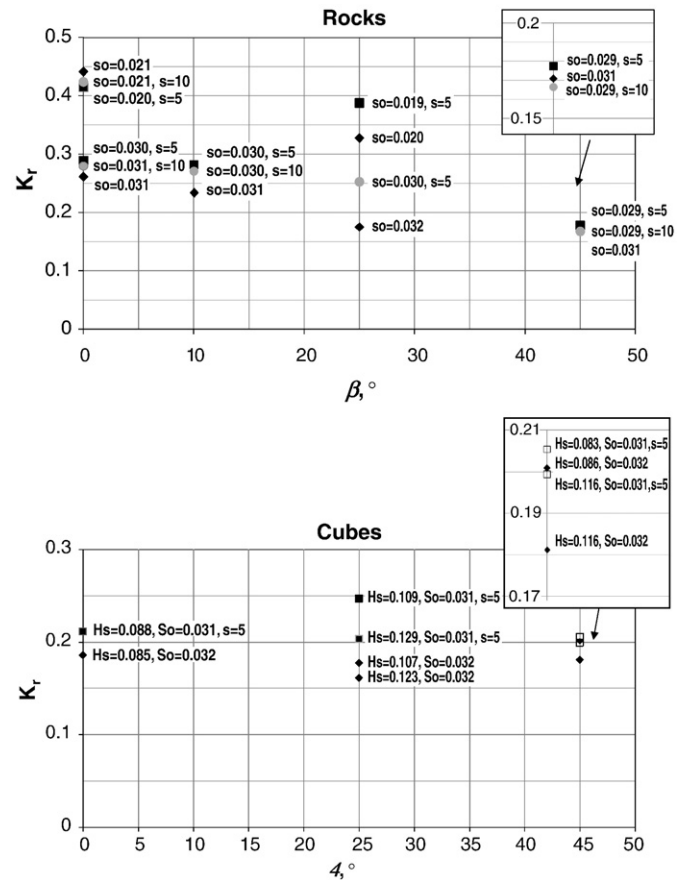 Rocks
0.5
0.4
0.3
0.2
0.1
0
Kr
so=0.021
so=0.021, s=10
so=0.020, s=5
so=0.030, s=5
so=0.031, s=10
so=0.031
so=0.030, s=5
so=0.030, s=10
so=0.031
so=0.019, s=5
so=0.020
so=0.030, s=5
so=0.032
so=0.029, s=5
so=0.029, s=10
so=0.031
0.2
so=0.029, s=5
so=0.031
so=0.029, s=10
0.15
0 10 20 30 40 50
β,°
Cubes
0.3
0.2
0.1
0
Kr
Hs=0.088, So=0.031, s=5
Hs=0.085, So=0.032
Hs=0.109, So=0.031, s=5
Hs=0.129, So=0.031, s=5
Hs=0.107, So=0.032
Hs=0.123, So=0.032
0.21
Hs=0.083, So=0.031,s=5
Hs=0.086, So=0.032
Hs=0.116, So=0.031,s=5
0.19
Hs=0.116, So=0.032
0.17
0 5 10 15 20 25 30 35 40 45 50
4,°